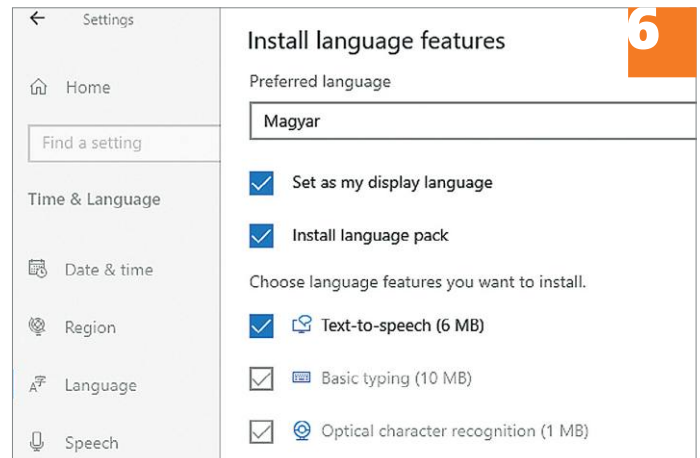 Settings
Home
Find a setting
Time & Language
Date & time
Region
Language
Speech
6
Install language features
Preferred language
Magyar
Set as my display language
Install language pack
Choose language features you want to install.
Text-to-speech (6 MB)
Basic typing (10 MB)
Optical character recognition (1 MB)